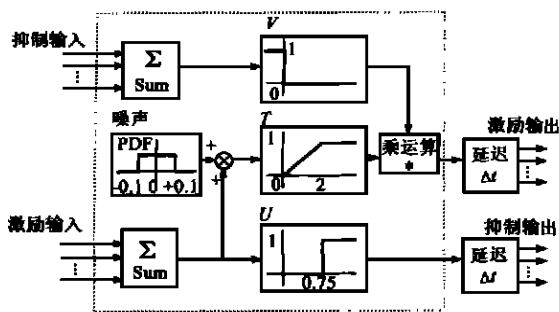 抑制输入
Σ
Sum
V
1
0
噪声
PDF
-0.1 0 +0.1
+
+
T
1
0
2
乘运算
*
激励输出
延迟
Δt
激励输入
Σ
Sum
U
1
0.75
抑制输出
延迟
Δt